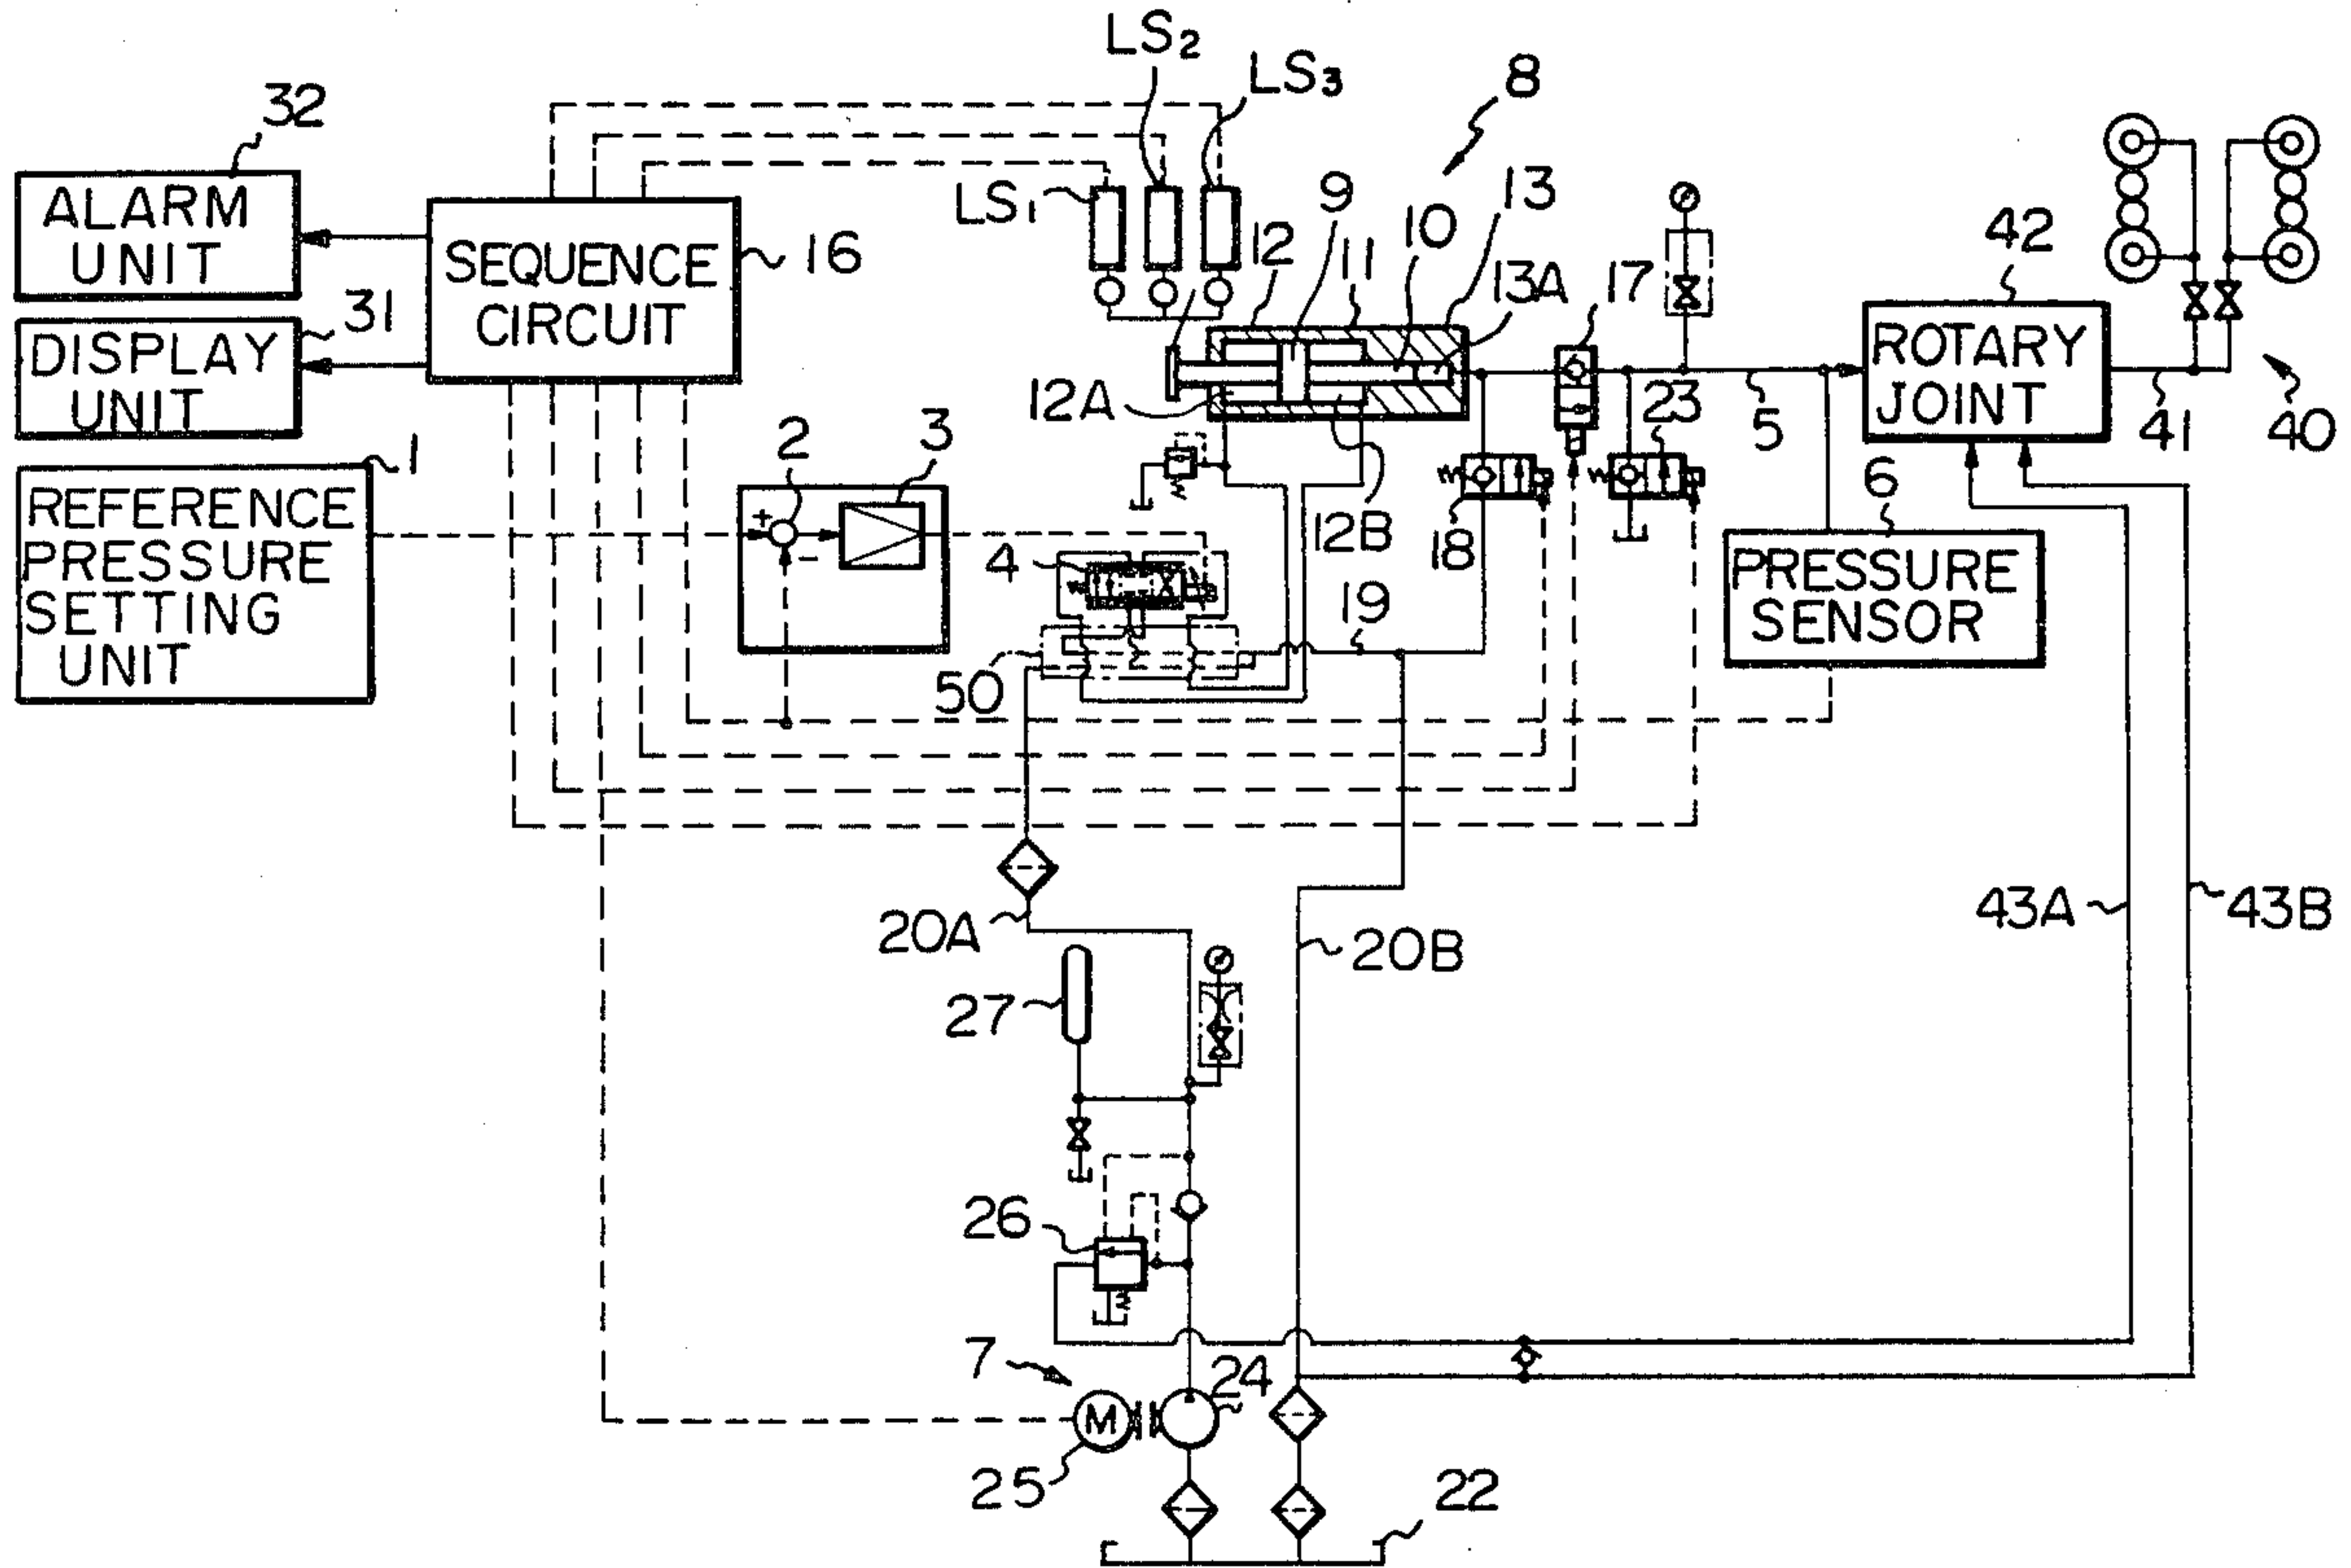 LS2
LS3
8
32
ALARM
UNIT
LS1
9
10
13
42
SEQUENCE
CIRCUIT
16
12
11
13A
17
31
DISPLAY
UNIT
ROTARY
JOINT
12A
23
5
41
40
1
2
3
REFERENCE
PRESSURE
SETTING
UNIT
+
-
12B
18
6
4
PRESSURE
SENSOR
19
50
20A
20B
43A
43B
27
26
7
24
M
25
22